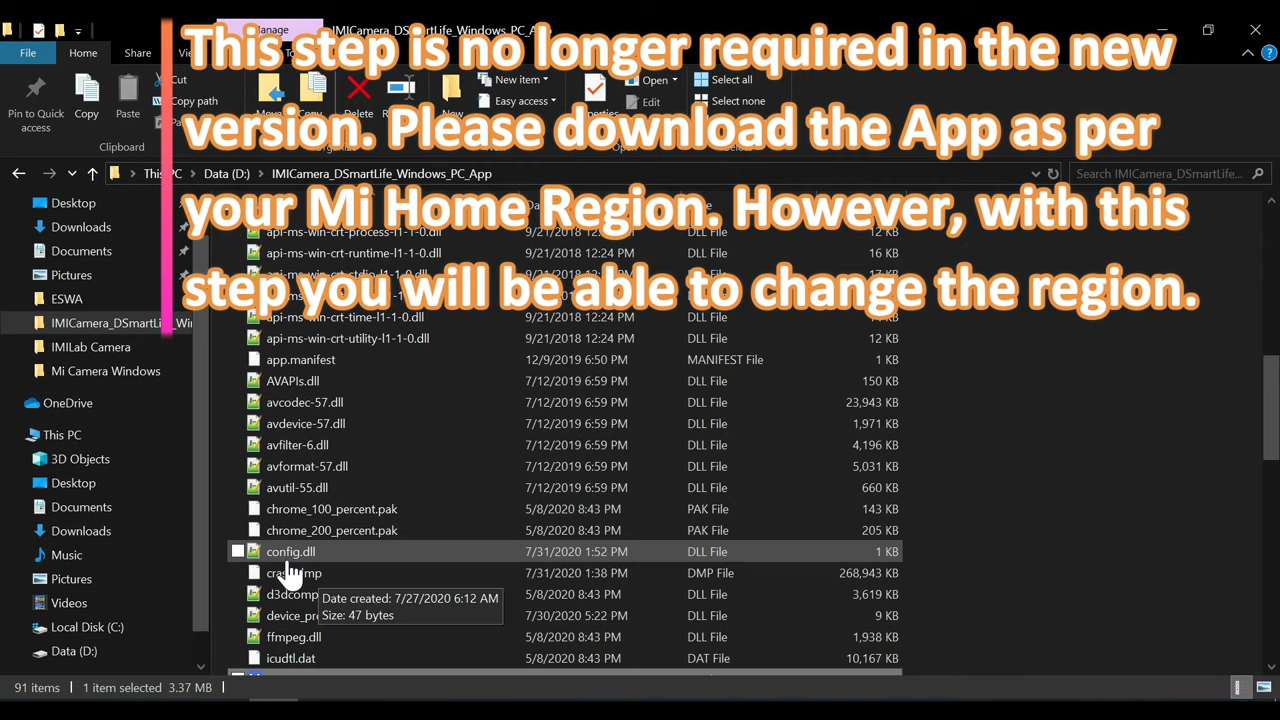 Manage
IMICamera_DSmartLife_Windows_PC_
This step is no longer required in the new
version. Please download the App as per
your Mi Home Region. However, with this
step you will be able to change the region.
File Home Share
Cut
New item Open Select all
Pin to Quick access Copy Paste
Copy path
Easy access Edit Select none
Delete
Clipboard
This PC Data (D:) IMICamera_DSmartLife_Windows_PC_App
Search IMICamera_DSmartLife_...
Desktop
Downloads
Documents
Pictures
ESWA
IMICamera_DSmartLife_Wi
IMILab Camera
Mi Camera Windows
OneDrive
This PC
3D Objects
Desktop
Documents
Downloads
Music
Pictures
Videos
Local Disk (C:)
Data (D:)
api-ms-win-crt-process-l1-1-0.dll 9/21/2018 12:24 PM DLL File 12 KB
api-ms-win-crt-runtime-l1-1-0.dll 9/21/2018 12:24 PM DLL File 16 KB
api-ms-win-crt-time-l1-1-0.dll 9/21/2018 12:24 PM DLL File
api-ms-win-crt-utility-l1-1-0.dll 9/21/2018 12:24 PM DLL File 12 KB
app.manifest 12/9/2019 6:50 PM MANIFEST File 1 KB
AVAPIs.dll 7/12/2019 6:59 PM DLL File 150 KB
avcodec-57.dll 7/12/2019 6:59 PM DLL File 23,943 KB
avdevice-57.dll 7/12/2019 6:59 PM DLL File 1,971 KB
avfilter-6.dll 7/12/2019 6:59 PM DLL File 4,196 KB
avformat-57.dll 7/12/2019 6:59 PM DLL File 5,031 KB
avutil-55.dll 7/12/2019 6:59 PM DLL File 660 KB
chrome_100_percent.pak 5/8/2020 8:43 PM PAK File 143 KB
chrome_200_percent.pak 5/8/2020 8:43 PM PAK File 205 KB
config.dll 7/31/2020 1:52 PM DLL File 1 KB
7/31/2020 1:38 PM DMP File 268,943 KB
d3dcomp 5/8/2020 8:43 PM DLL File 3,619 KB
device_pr 7/30/2020 5:22 PM DLL File 9 KB
ffmpeg.dll 5/8/2020 8:43 PM DLL File 1,938 KB
icudtl.dat 5/8/2020 8:43 PM DAT File 10,167 KB
Date created: 7/27/2020 6:12 AM
Size: 47 bytes
91 items 1 item selected 3.37 MB